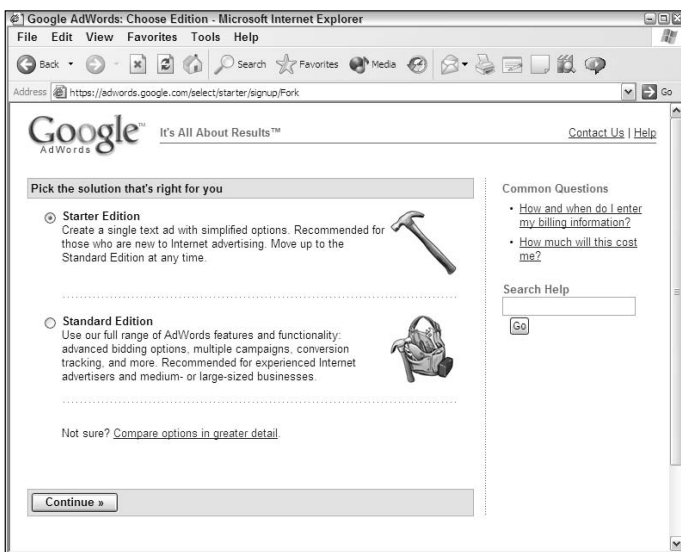 Google AdWords: Choose Edition - Microsoft Internet Explorer
File Edit View Favorites Tools Help
Back Search Favorites Media
Address https://adwords.google.com/select/starter/signup/Fork Go
Google™ It's All About Results™ Contact Us | Help
AdWords
Pick the solution that's right for you
Starter Edition
Create a single text ad with simplified options. Recommended for
those who are new to Internet advertising. Move up to the
Standard Edition at any time.
Standard Edition
Use our full range of AdWords features and functionality:
advanced bidding options, multiple campaigns, conversion
tracking, and more. Recommended for experienced Internet
advertisers and medium- or large-sized businesses.
Not sure? Compare options in greater detail.
Continue »
Common Questions
• How and when do I enter
my billing information?
• How much will this cost
me?
Search Help
Go